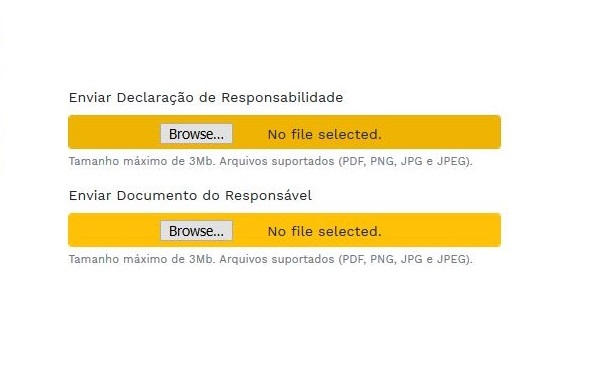 Enviar Declaração de Responsabilidade
Browse... No file selected.
Tamanho máximo de 3Mb. Arquivos suportados (PDF, PNG, JPG e JPEG).
Enviar Documento do Responsável
Browse... No file selected.
Tamanho máximo de 3Mb. Arquivos suportados (PDF, PNG, JPG e JPEG).